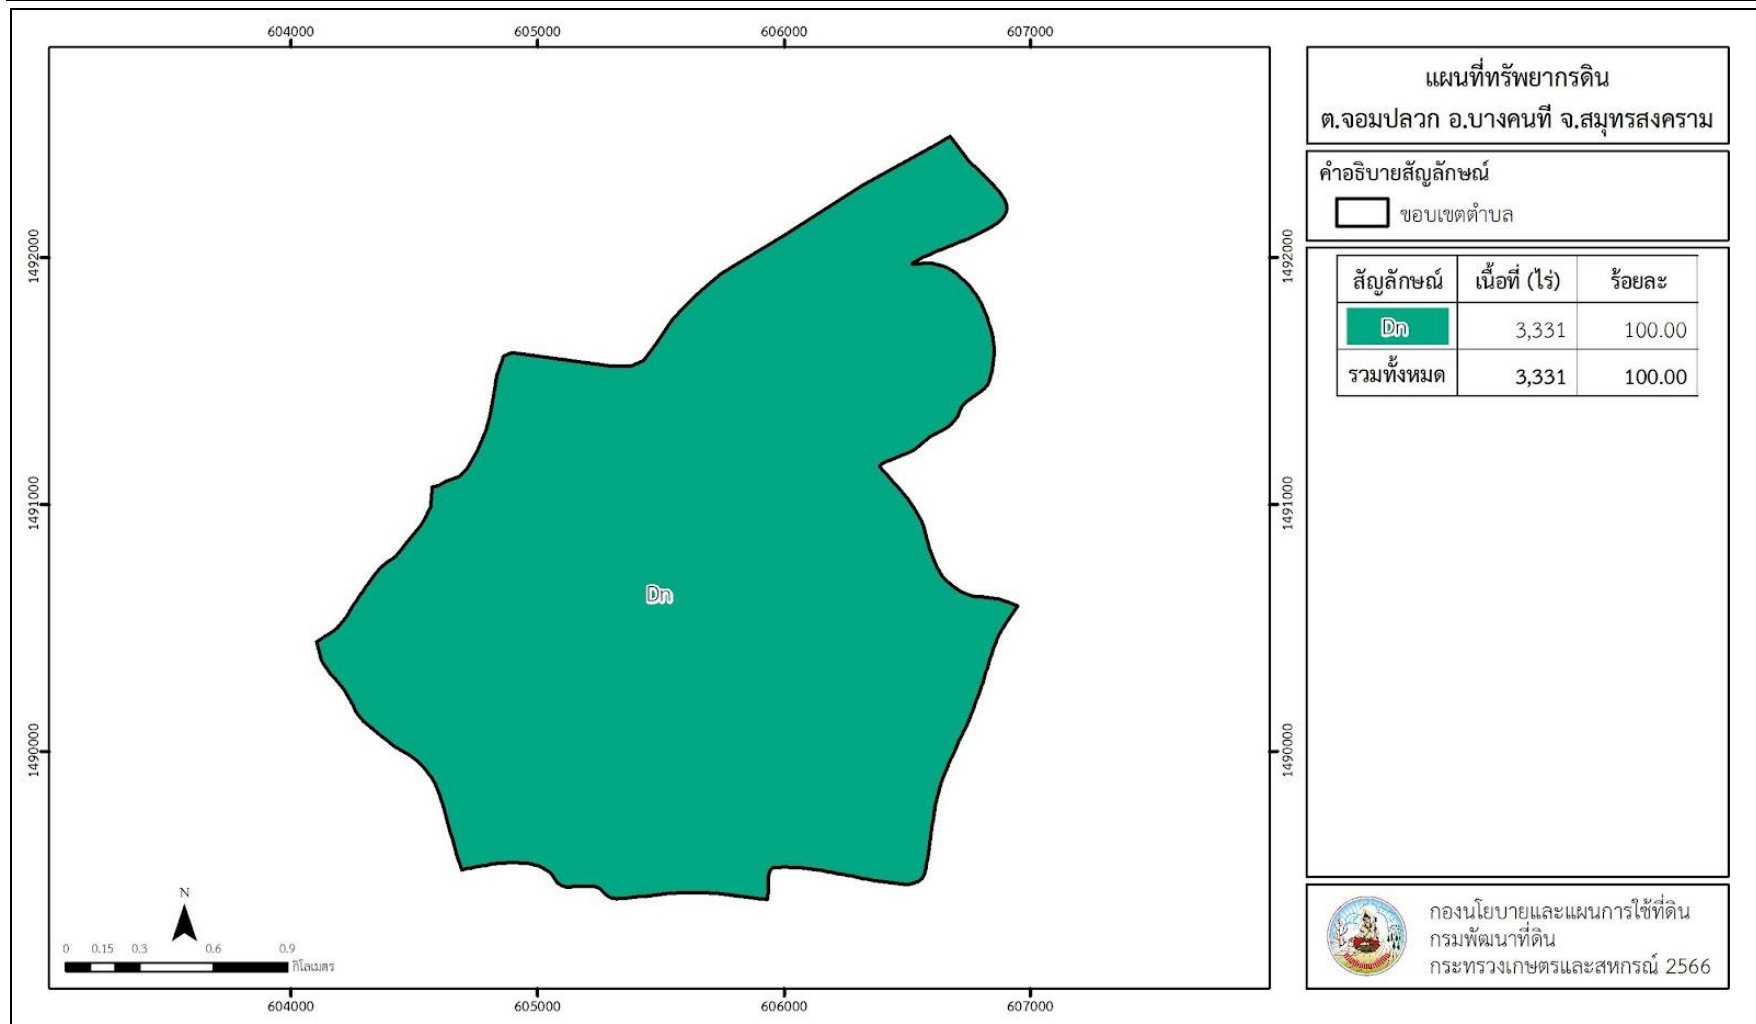 604000 605000 606000 607000
แผนที่ทรัพยากรดิน
ต.จอมปลวก อ.บางคนที จ.สมุทรสงคราม
คำอธิบายสัญลักษณ์
ขอบเขตตำบล
1492000 1492000
สัญลักษณ์ เนื้อที่ (ไร่) ร้อยละ
Dn 3,331 100.00
รวมทั้งหมด 3,331 100.00
1491000 1491000
Dn
1490000 1490000
N
0 0.15 0.3 0.6 0.9
กิโลเมตร
กองนโยบายและแผนการใช้ที่ดิน
กรมพัฒนาที่ดิน
กระทรวงเกษตรและสหกรณ์ 2566
604000 605000 606000 607000